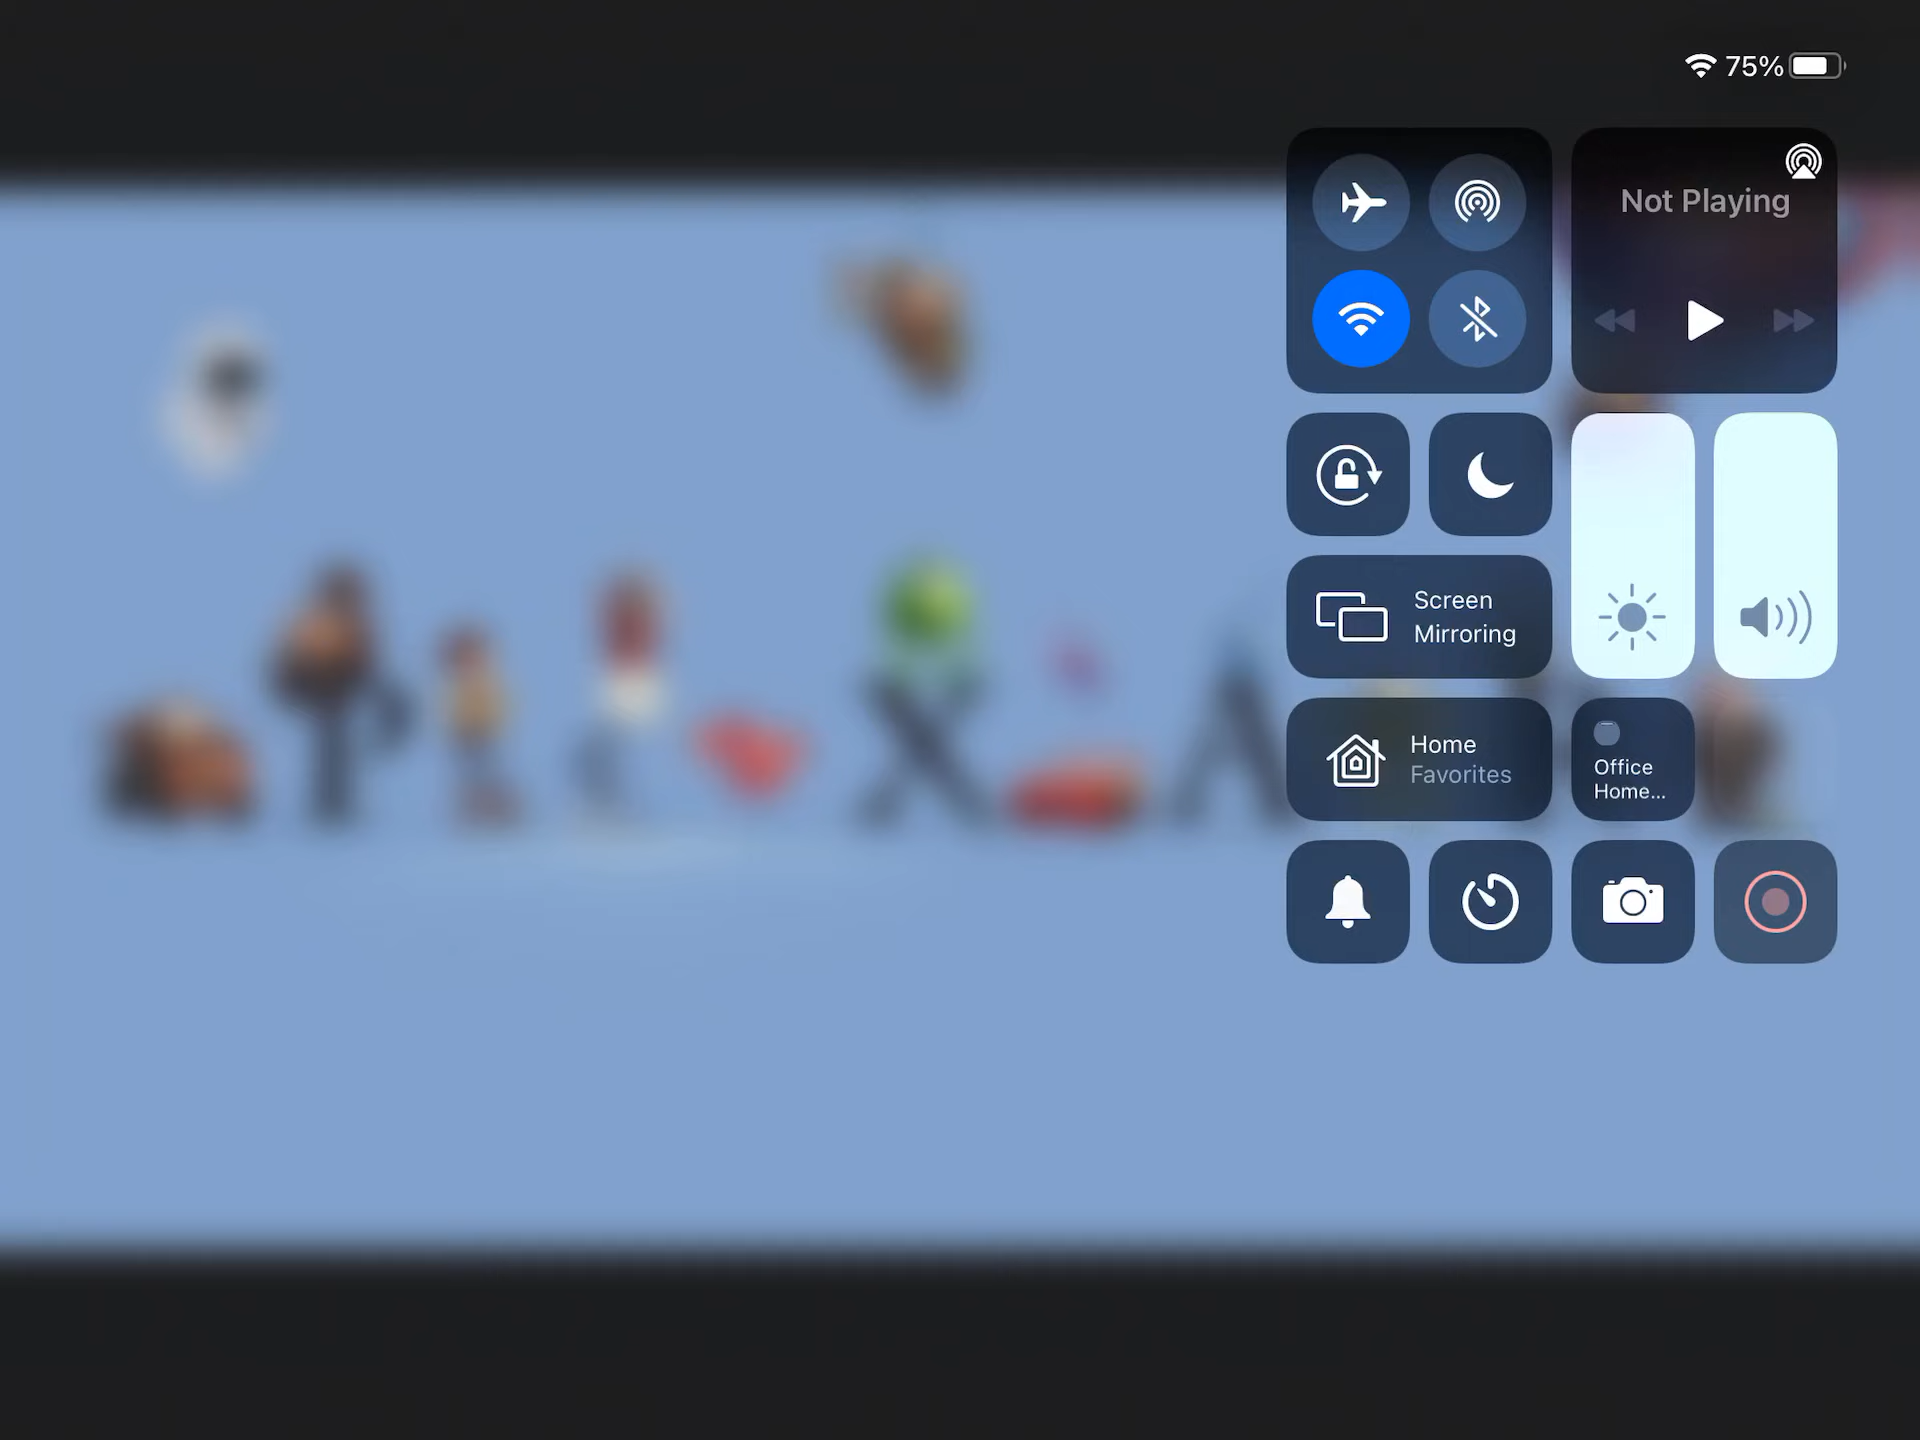 75%
Not Playing
Screen
Mirroring
Home
Favorites
Office
Home...